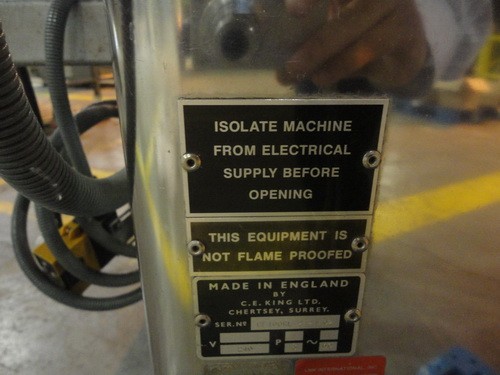 ISOLATE MACHINE
FROM ELECTRICAL
SUPPLY BEFORE
OPENING
THIS EQUIPMENT IS
NOT FLAME PROOFED
MADE IN ENGLAND
BY
C.E. KING LTD.
CHERTSEY, SURREY.
SER. No
V P ~